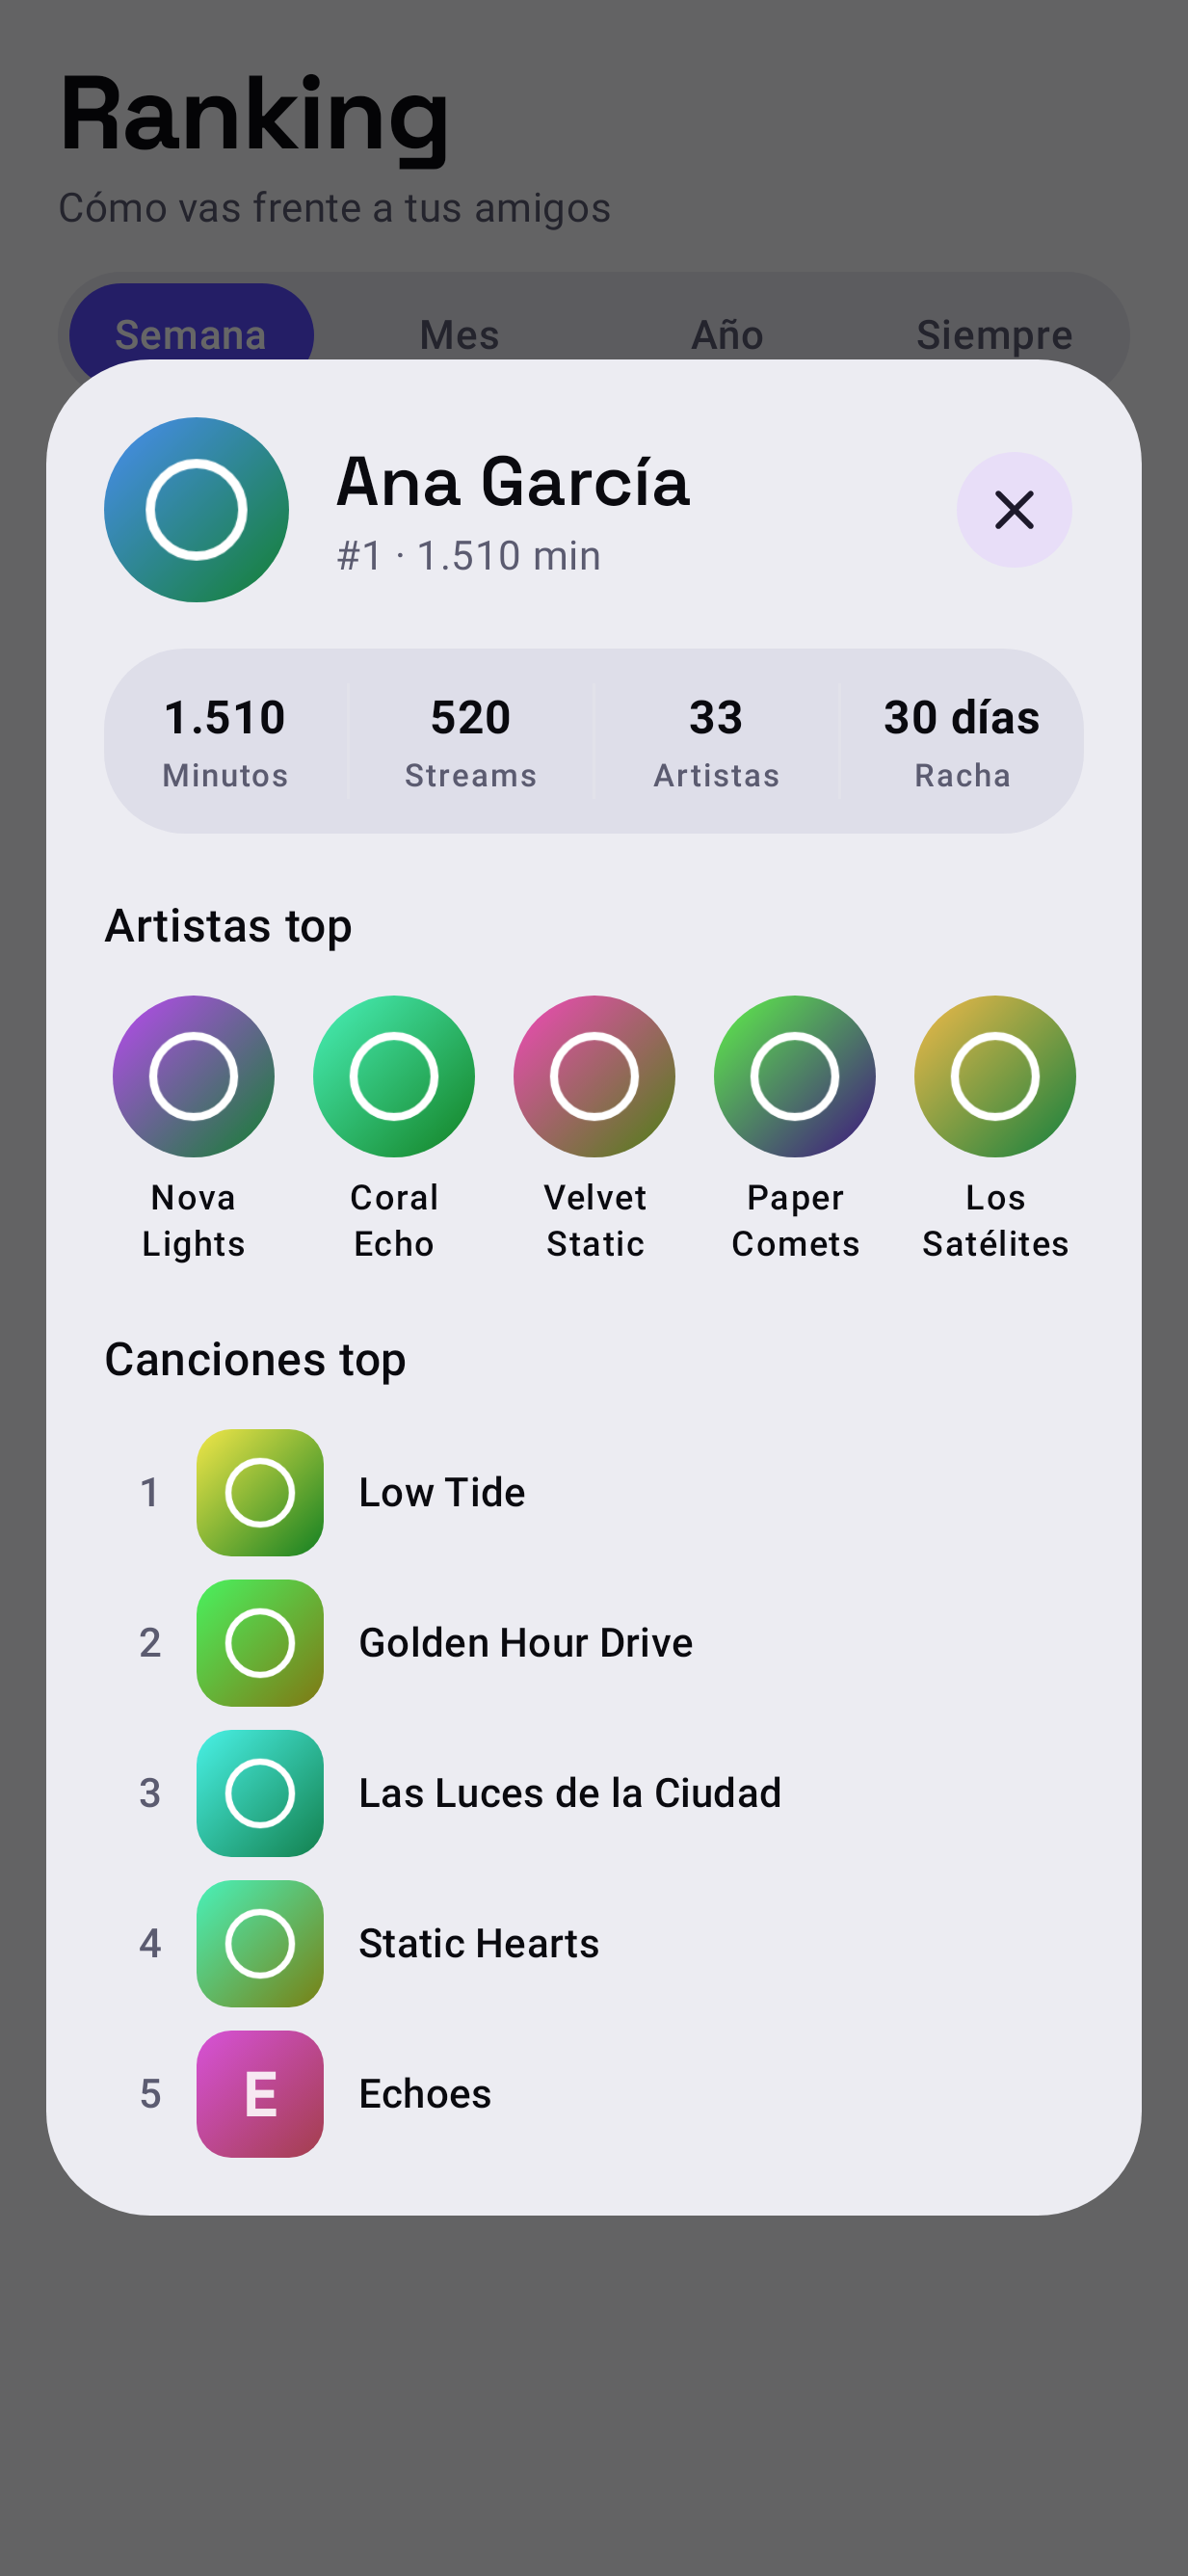 Ranking
Cómo vas frente a tus amigos
Semana Mes Año Siempre
Ana García
#1 · 1.510 min
1.510 520 33 30 días
Minutos Streams Artistas Racha
Artistas top
Nova Lights Coral Echo Velvet Static Paper Comets Los Satélites
Canciones top
1 Low Tide
2 Golden Hour Drive
3 Las Luces de la Ciudad
4 Static Hearts
5 E Echoes